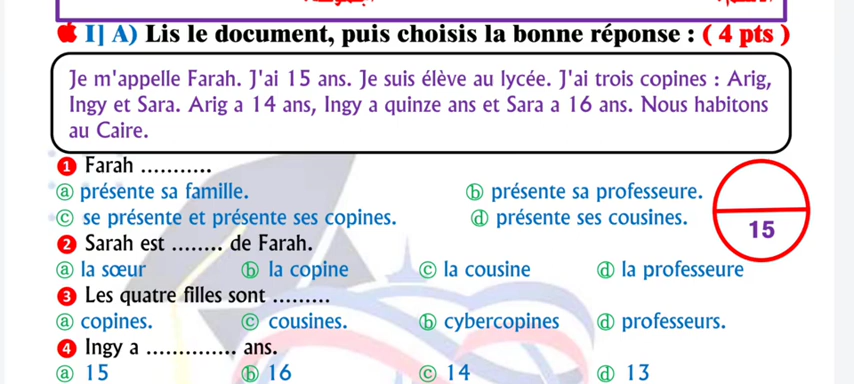 I] A) Lis le document, puis choisis la bonne réponse : ( 4 pts )
Je m'appelle Farah. J'ai 15 ans. Je suis élève au lycée. J'ai trois copines : Arig,
Ingy et Sara. Arig a 14 ans, Ingy a quinze ans et Sara a 16 ans. Nous habitons
au Caire.
1 Farah ...........
a présente sa famille. b présente sa professeure.
c se présente et présente ses copines. d présente ses cousines.
15
2 Sarah est ........ de Farah.
a la sœur b la copine c la cousine d la professeure
3 Les quatre filles sont .........
a copines. c cousines. b cybercopines d professeurs.
4 Ingy a .............. ans.
a 15 b 16 c 14 d 13